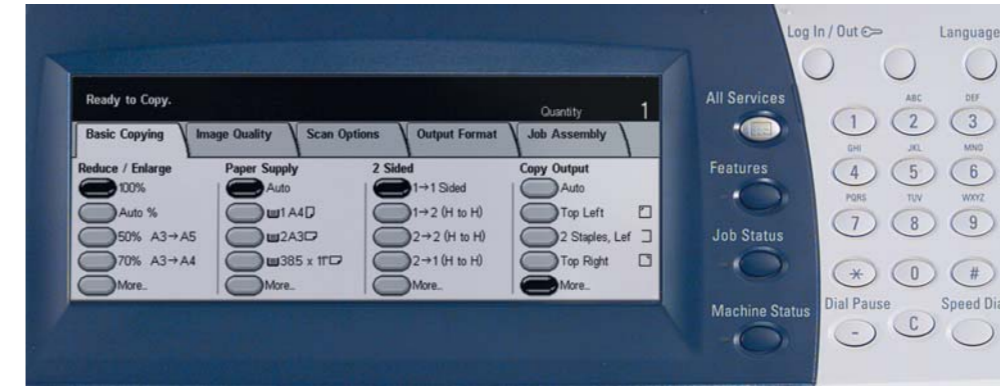 Ready to Copy.
Quantity 1
Basic Copying Image Quality Scan Options Output Format Job Assembly
Reduce / Enlarge
100%
Auto %
50% A3→A5
70% A3→A4
More...
Paper Supply
Auto
1 A4
2A3
38.5 x 11"
More...
2 Sided
1→1 Sided
1→2 (H to H)
2→2 (H to H)
2→1 (H to H)
More...
Copy Output
Auto
Top Left
2 Staples, Lef
Top Right
More...
All Services
Features
Job Status
Machine Status
Log In / Out
Language
ABC DEF
1 2 3
GHI JKL MNO
4 5 6
PQRS TUV WXYZ
7 8 9
* 0 #
Dial Pause Speed Dia
- C